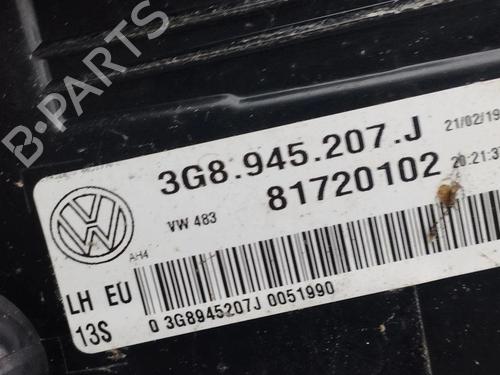 B-PARTS
3G8.945.207.J
21/02/19
81720102
20:21:37
VW 483
AH4
LH EU
13S
0 3G8945207J 0051990